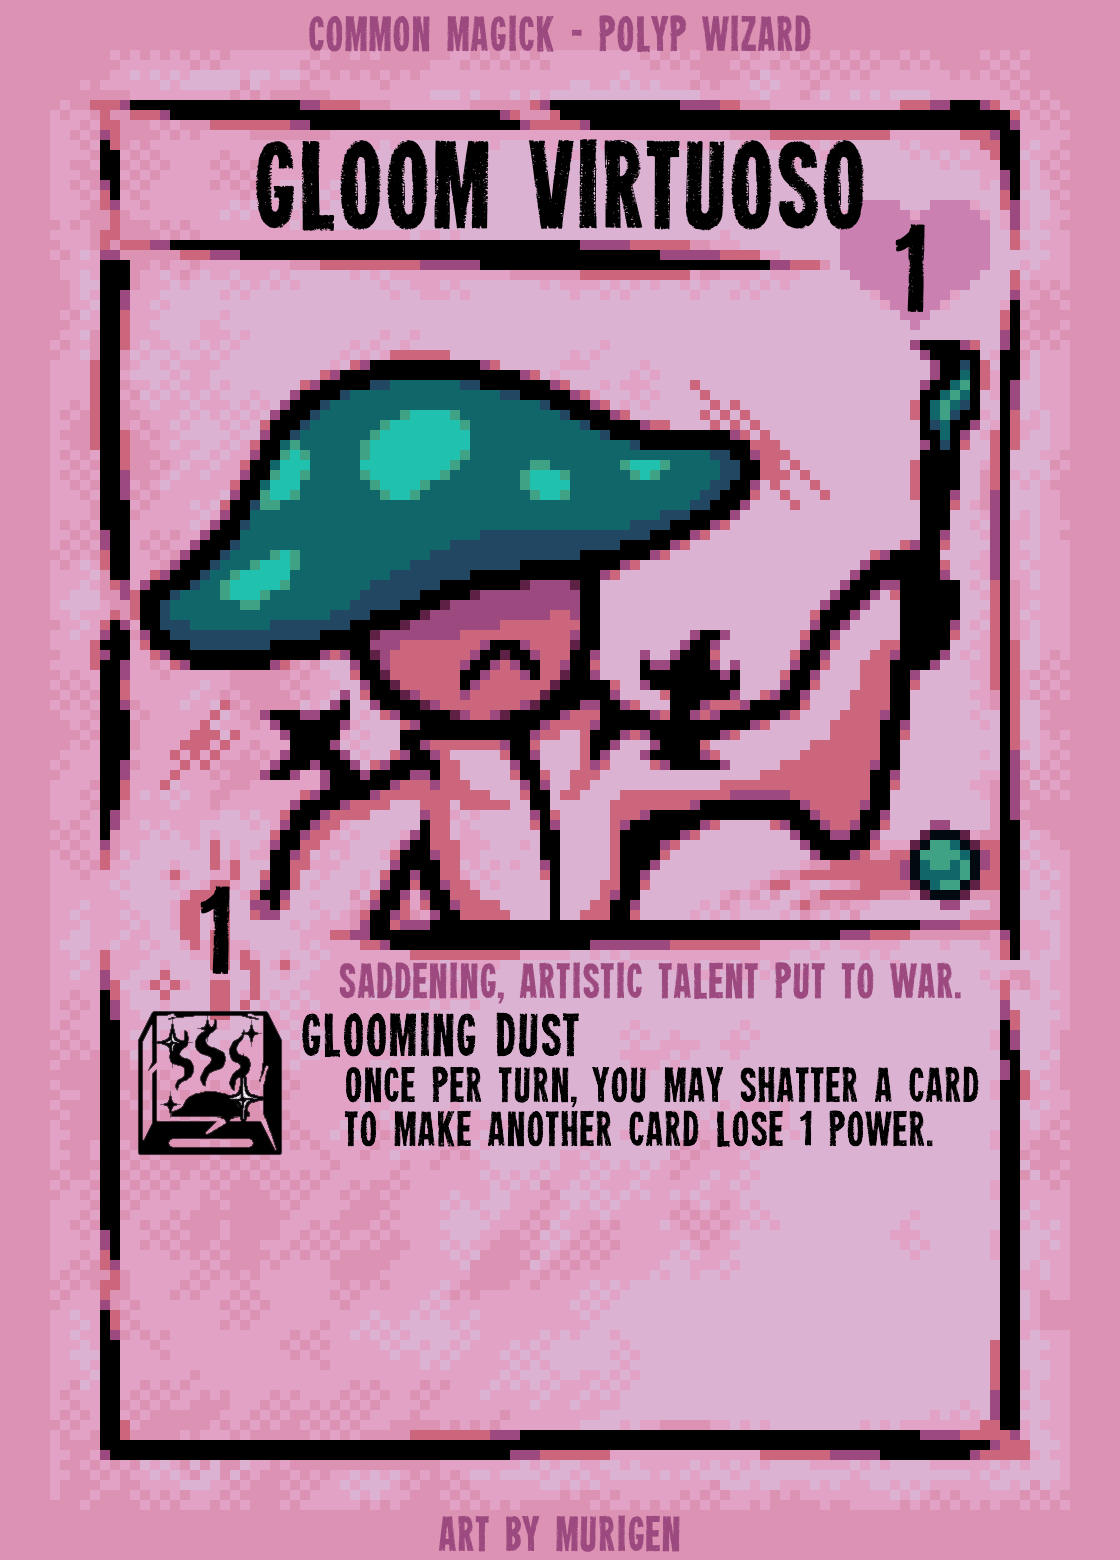 COMMON MAGICK - POLYP WIZARD
GLOOM VIRTUOSO
1
1
SADDENING, ARTISTIC TALENT PUT TO WAR.
GLOOMING DUST
ONCE PER TURN, YOU MAY SHATTER A CARD
TO MAKE ANOTHER CARD LOSE 1 POWER.
ART BY MURIGEN